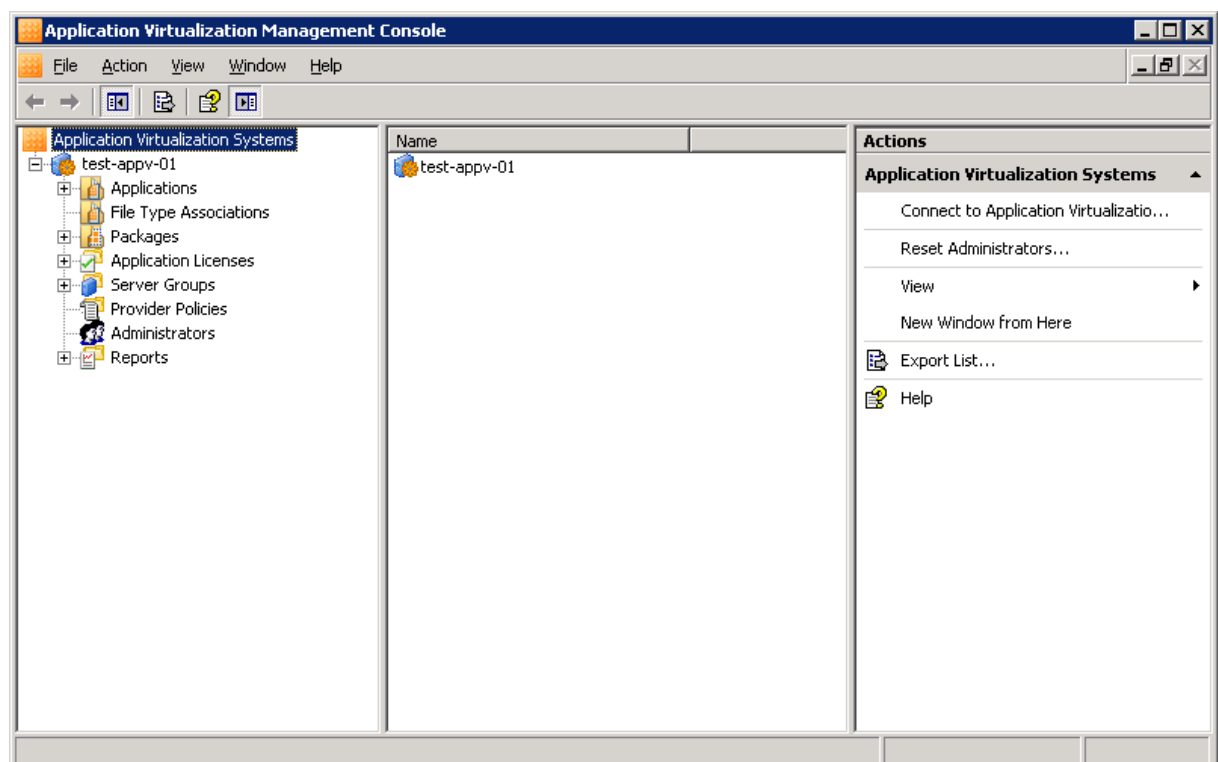 Application Virtualization Management Console
File Action View Window Help
Application Virtualization Systems
test-appv-01
Applications
File Type Associations
Packages
Application Licenses
Server Groups
Provider Policies
Administrators
Reports
Name
test-appv-01
Actions
Application Virtualization Systems
Connect to Application Virtualizatio...
Reset Administrators...
View
New Window from Here
Export List...
Help